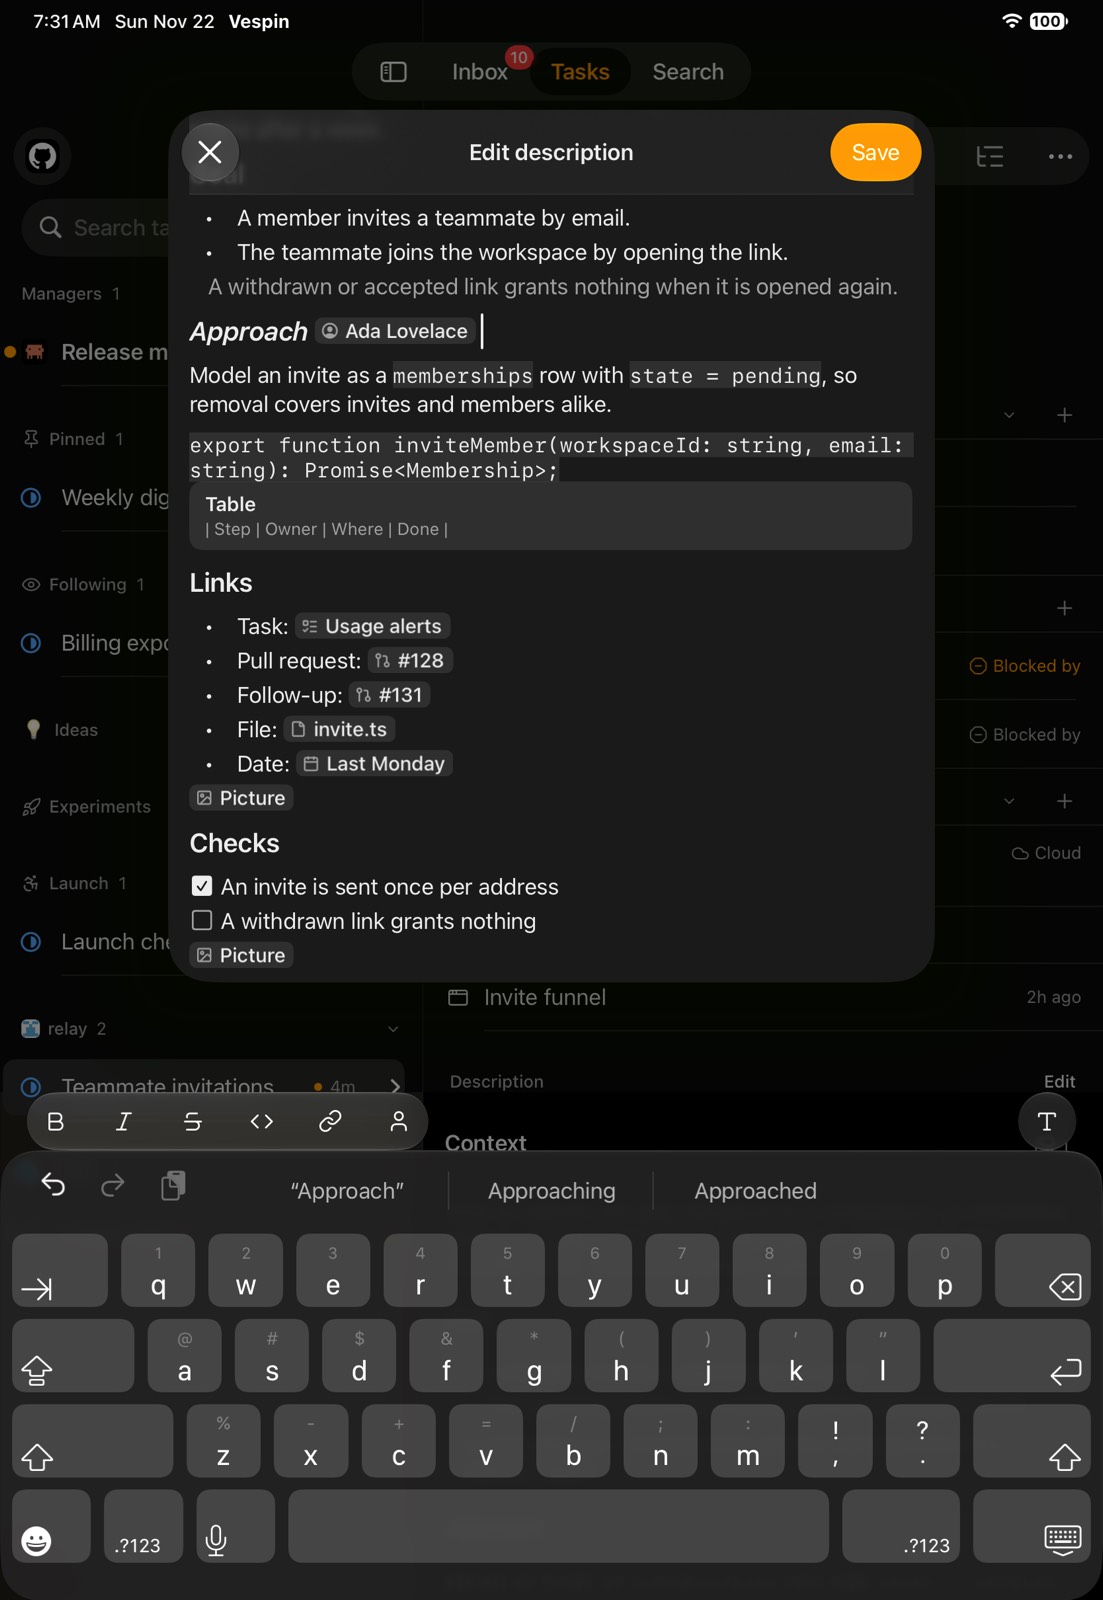 7:31 AM Sun Nov 22 Vespin
100
Inbox 10 Tasks Search
Edit description
Save
Search ta
• A member invites a teammate by email.
• The teammate joins the workspace by opening the link.
A withdrawn or accepted link grants nothing when it is opened again.
Approach Ada Lovelace
Model an invite as a memberships row with state = pending, so
removal covers invites and members alike.
export function inviteMember(workspaceId: string, email:
string): Promise<Membership>;
Table
| Step | Owner | Where | Done |
Links
• Task: Usage alerts
• Pull request: #128
• Follow-up: #131
• File: invite.ts
• Date: Last Monday
Picture
Checks
An invite is sent once per address
A withdrawn link grants nothing
Picture
Managers 1
Release m
Pinned 1
Weekly dig
Following 1
Billing expo
Ideas
Experiments
Launch 1
Launch che
relay 2
Teammate invitations 4m
Blocked by
Blocked by
Cloud
Invite funnel 2h ago
Description Edit
Context
B I S <> T
“Approach” Approaching Approached
1 2 3 4 5 6 7 8 9 0
q w e r t y u i o p
@ # $ & * ( ) ' "
a s d f g h j k l
% - + = / ; : ! ?
z x c v b n m , .
.?123 .?123